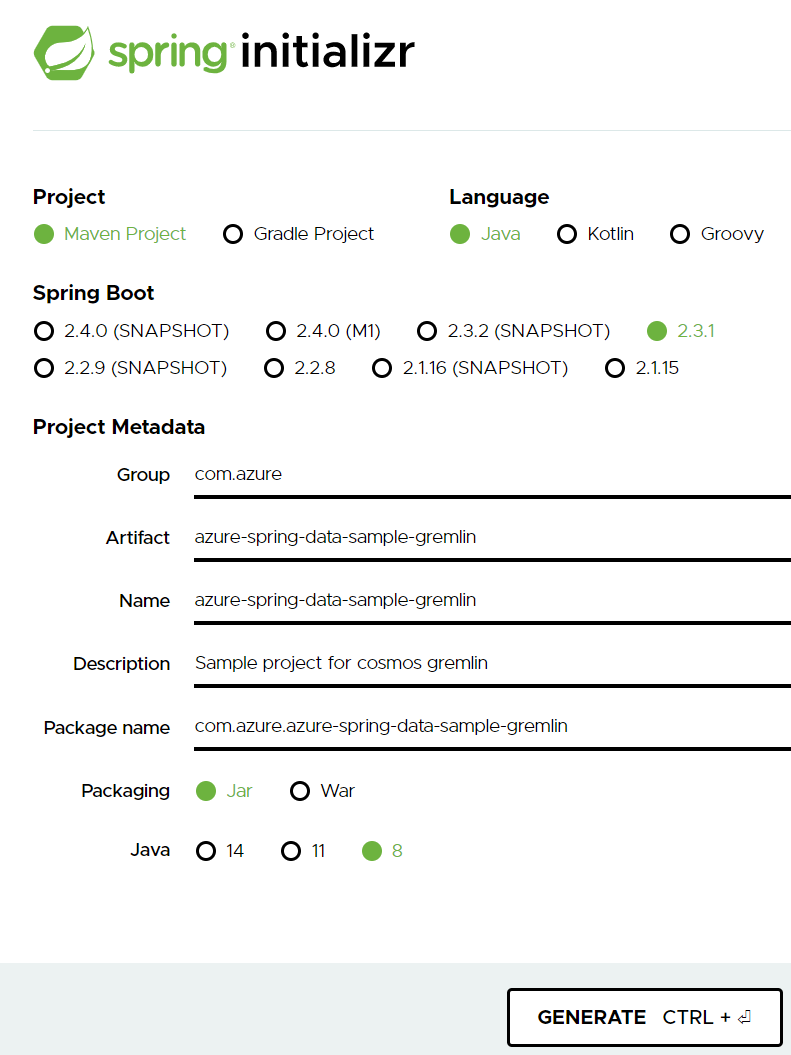 spring initializr
Project
Maven Project Gradle Project
Language
Java Kotlin Groovy
Spring Boot
2.4.0 (SNAPSHOT) 2.4.0 (M1) 2.3.2 (SNAPSHOT) 2.3.1
2.2.9 (SNAPSHOT) 2.2.8 2.1.16 (SNAPSHOT) 2.1.15
Project Metadata
Group com.azure
Artifact azure-spring-data-sample-gremlin
Name azure-spring-data-sample-gremlin
Description Sample project for cosmos gremlin
Package name com.azure.azure-spring-data-sample-gremlin
Packaging Jar War
Java 14 11 8
GENERATE CTRL + ⏎